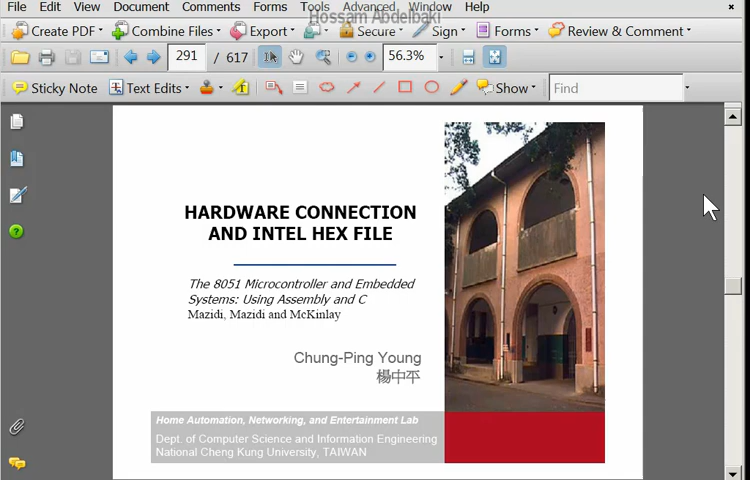 File Edit View Document Comments Forms Tools Advanced Window Help
Hossam Abdelbaki
Create PDF Combine Files Export Collaborate Secure Sign Forms Review & Comment
291 / 617 56.3%
Sticky Note Text Edits Show Find
HARDWARE CONNECTION
AND INTEL HEX FILE
The 8051 Microcontroller and Embedded
Systems: Using Assembly and C
Mazidi, Mazidi and McKinlay
Chung-Ping Young
楊中平
Home Automation, Networking, and Entertainment Lab
Dept. of Computer Science and Information Engineering
National Cheng Kung University, TAIWAN